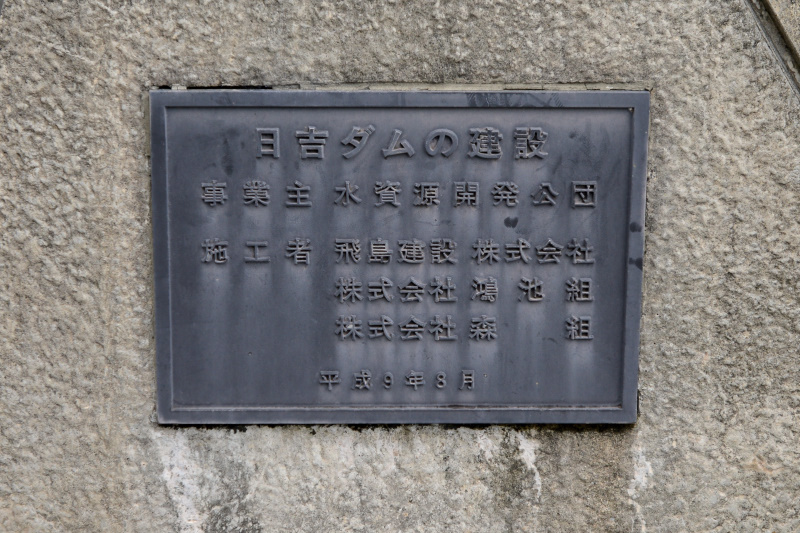 日吉ダムの建設
事業主 水資源開発公団
施工者 飛島建設 株式会社
株式会社 鴻池組
株式会社 森組
平成9年3月